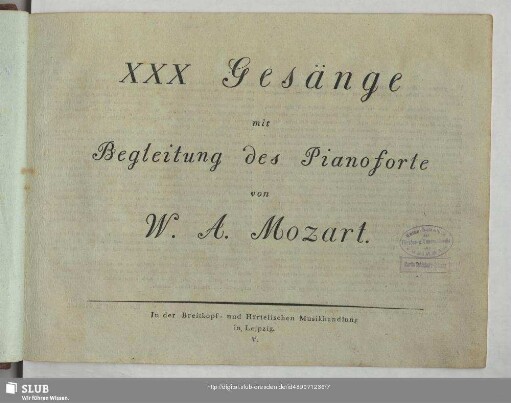 XXX Gesänge
mit
Begleitung des Pianoforte
von
W. A. Mozart.
In der Breitkopf- und Härtelischen Musikhandlung
in Leipzig.
V.
SLUB
Wir führen Wissen.